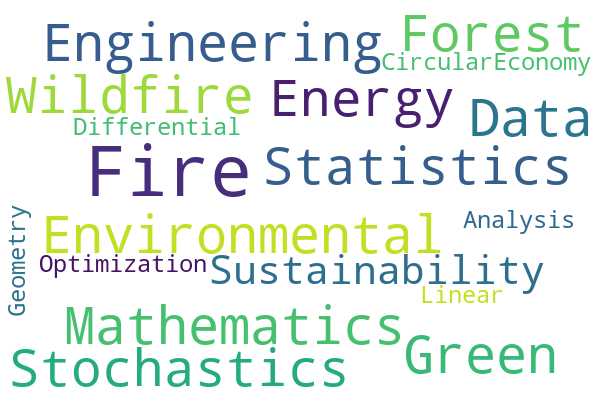 Engineering
Forest
CircularEconomy
Wildfire
Energy
Data
Differential
Fire
Statistics
Environmental
Analysis
Geometry
Optimization
Sustainability
Linear
Mathematics
Stochastics
Green